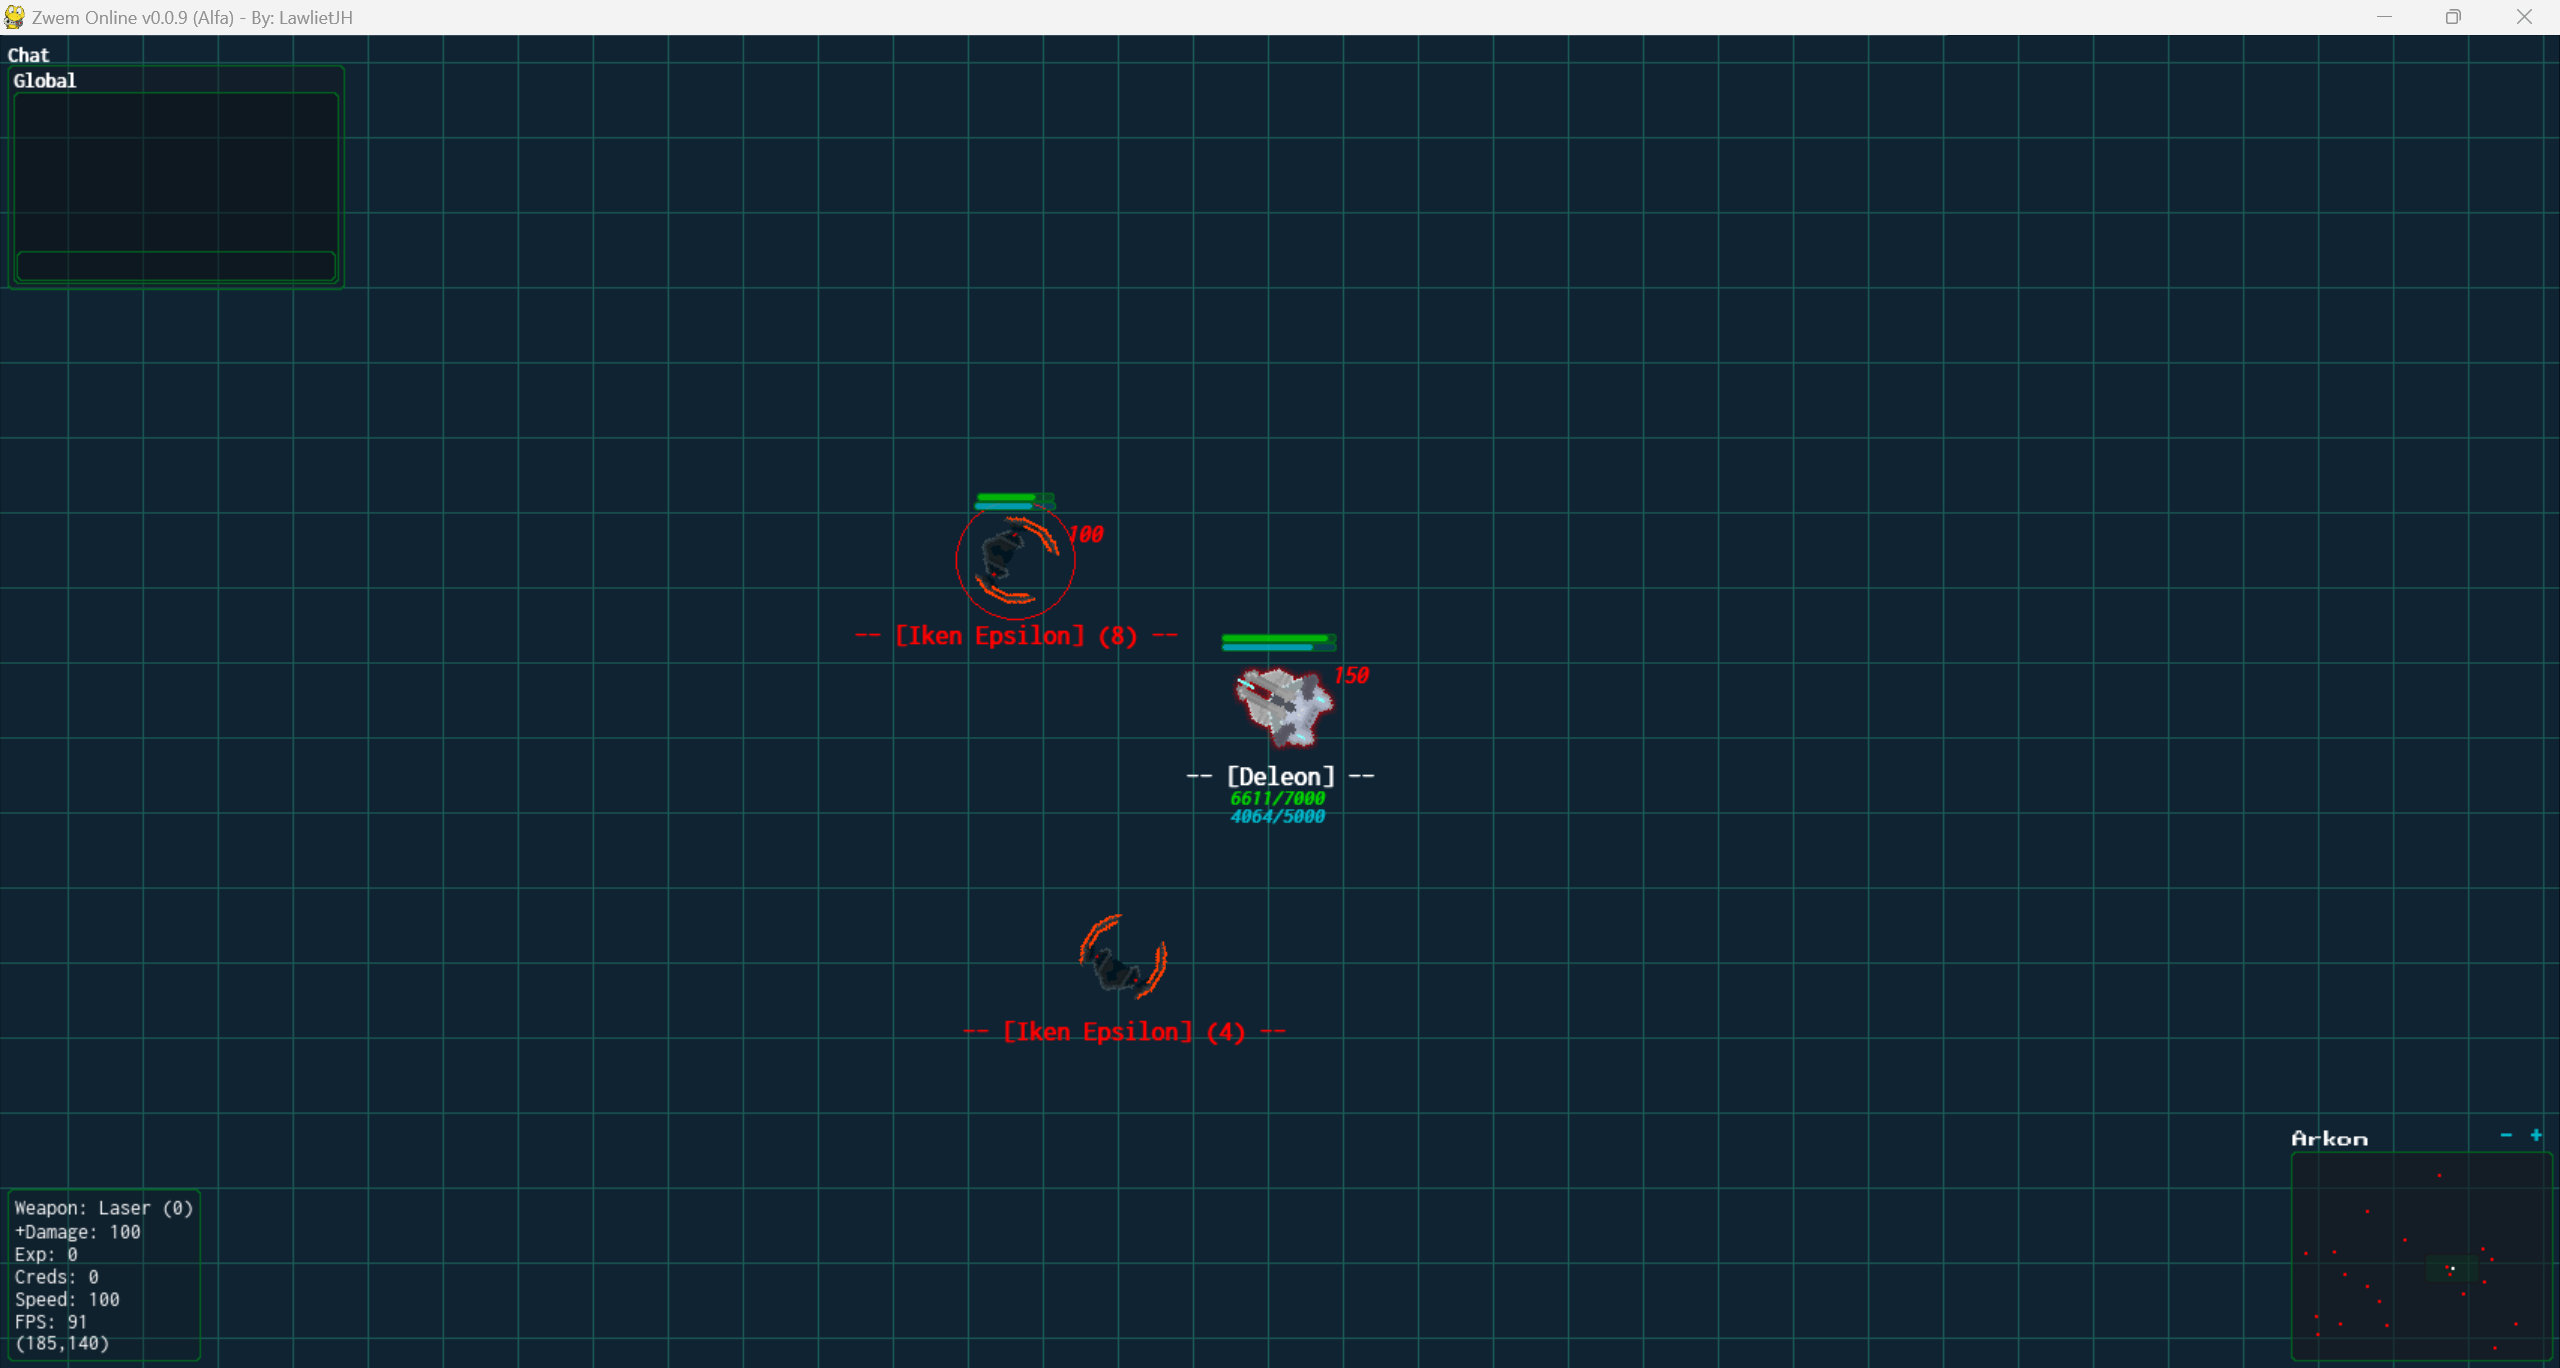 Zwem Online v0.0.9 (Alfa) - By: LawlietJH
Chat
Global
100
-- [Iken Epsilon] (8) --
150
-- [Deleon] --
6611/7000
4064/5000
-- [Iken Epsilon] (4) --
Arkon - +
Weapon: Laser (0)
+Damage: 100
Exp: 0
Creds: 0
Speed: 100
FPS: 91
(185,140)